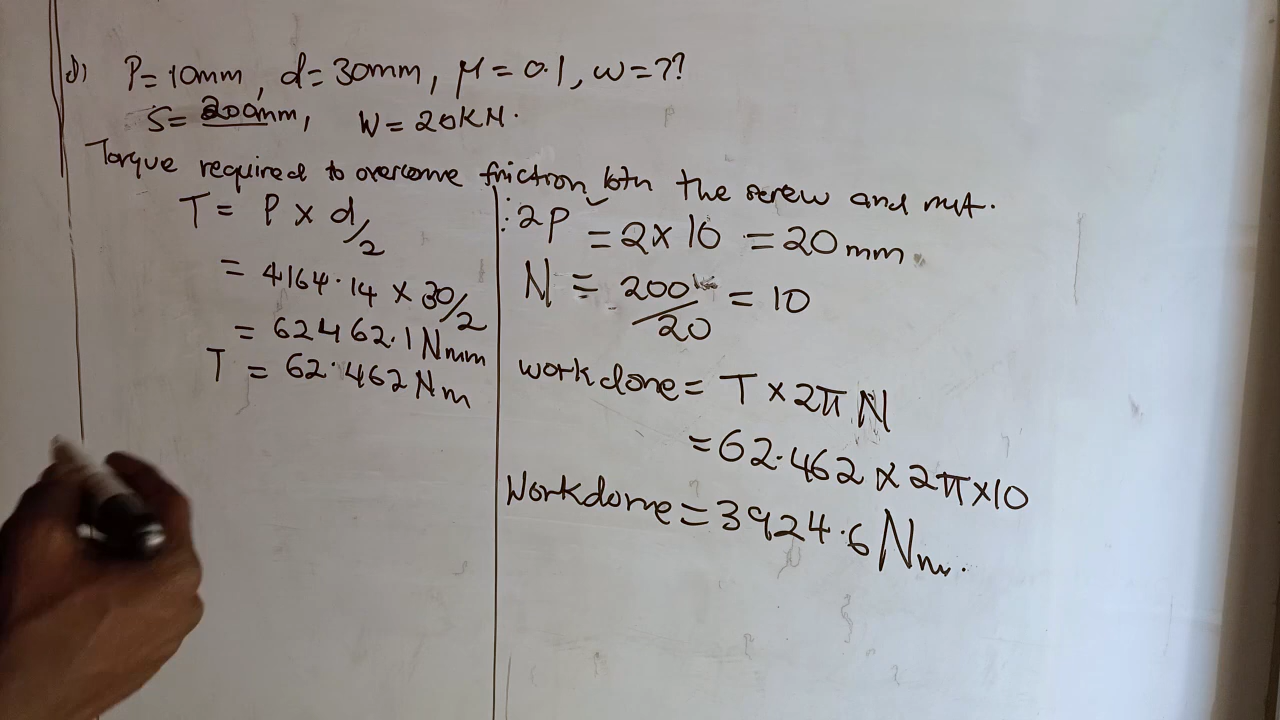 d) P=10mm, d=30mm, μ=0.1, w=??
S=200mm, W=20KN.
Torque required to overcome friction btn the screw and nut.
T = P x d/2
= 4164.14 x 30/2
= 62462.1 Nmm
T = 62.462 Nm
∴ 2P = 2 x 10 = 20mm.
N = 200/20 = 10
workdone = T x 2π N
= 62.462 x 2π x 10
Workdone = 3924.6 Nm.